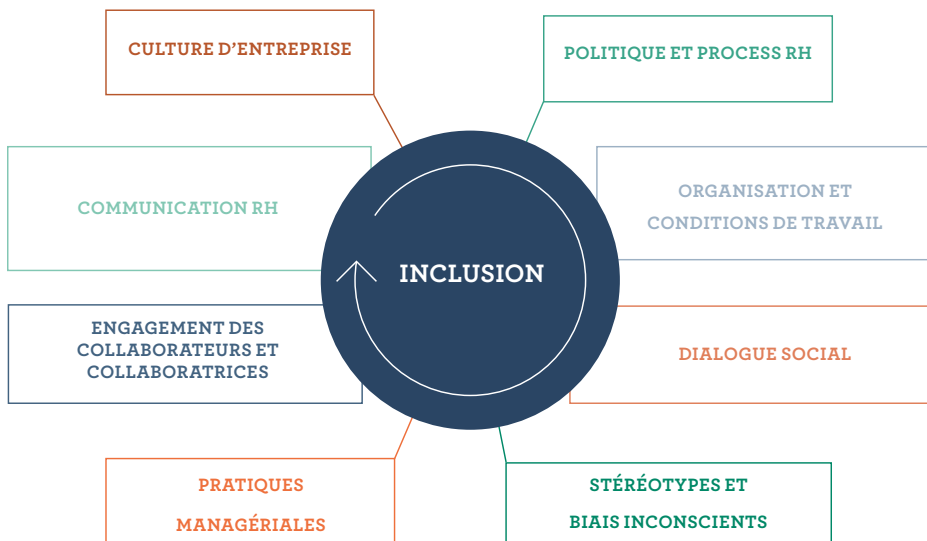 CULTURE D'ENTREPRISE
POLITIQUE ET PROCESS RH
COMMUNICATION RH
ORGANISATION ET
CONDITIONS DE TRAVAIL
INCLUSION
ENGAGEMENT DES
COLLABORATEURS ET
COLLABORATRICES
DIALOGUE SOCIAL
PRATIQUES
MANAGÉRIALES
STÉRÉOTYPES ET
BIAIS INCONSCIENTS